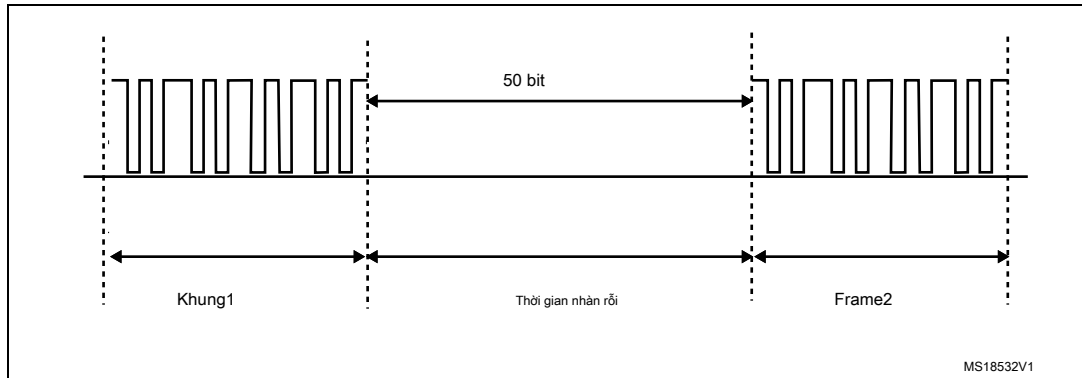 50 bit
Khung1
Thời gian nhàn rỗi
Frame2
MS18532V1